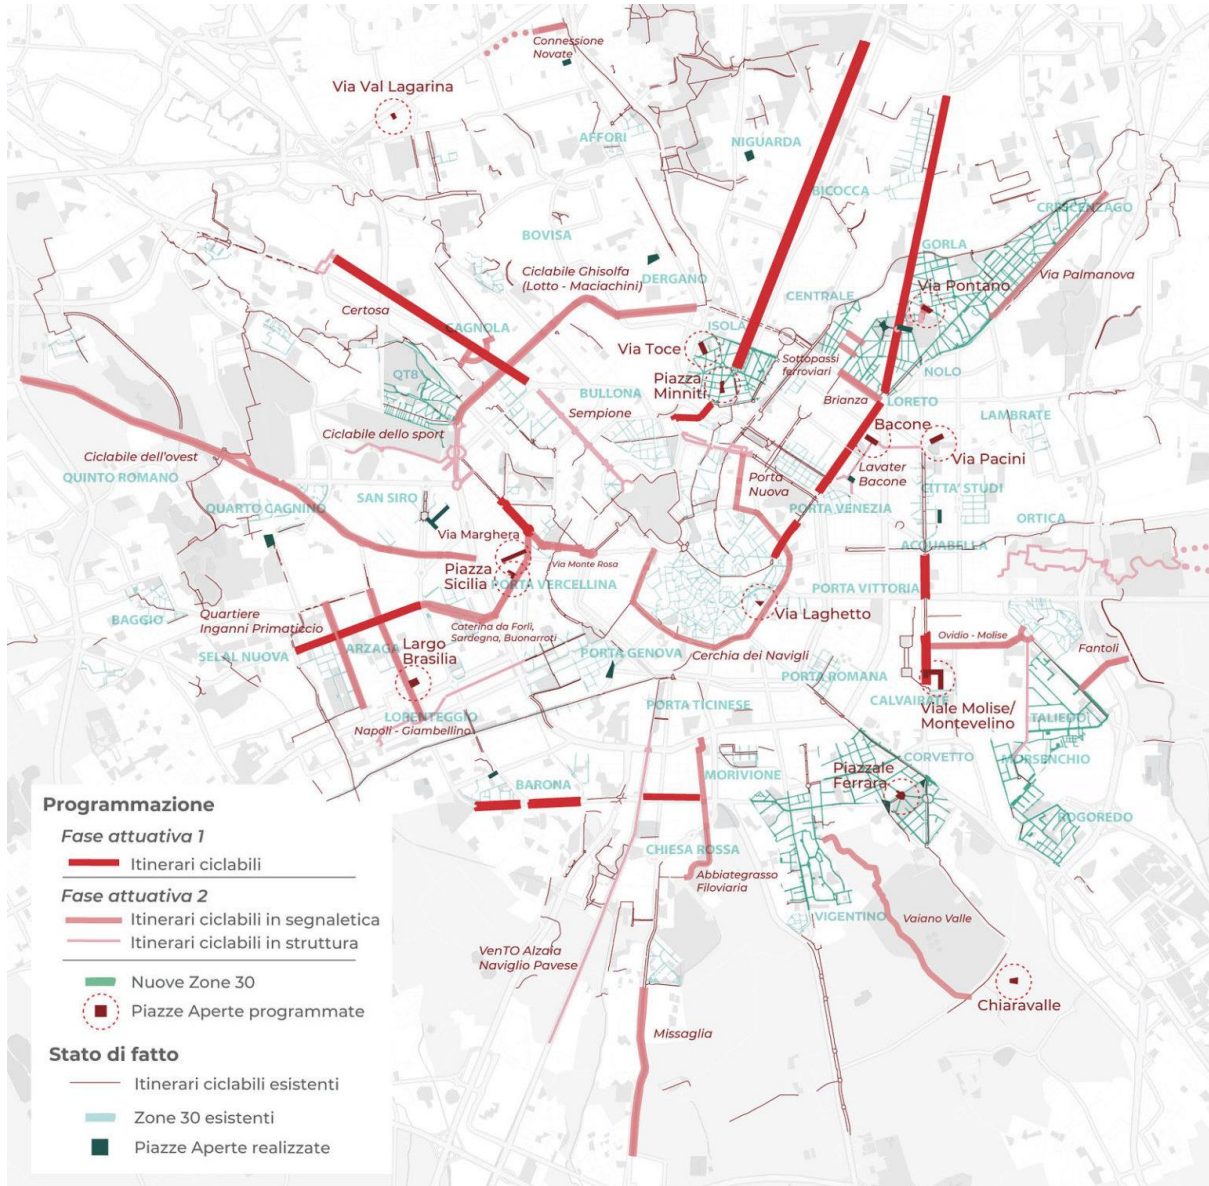 Connessione
Novate
Via Val Lagarina
AFFORI
NIGUARDA
BICOCCA
CRESCENZAGO
BOVISA
GORLA
Ciclabile Ghisolfa
(Lotto - Maciachini)
DERGANO
Via Palmanova
Via Pontano
CENTRALE
Certosa
CAGNOLA
ISOLA
Via Toce
Sottopassi
ferroviari
NOLO
QT8
Piazza
Minniti
BULLONA
Brianza
LORETO
Sempione
LAMBRATE
Ciclabile dello sport
Bacone
Via Pacini
Ciclabile dell'ovest
QUINTO ROMANO
Lavater
Bacone
Porta
Nuova
CITTA' STUDI
SAN SIRO
QUARTO CAGNINO
PORTA VENEZIA
ORTICA
Via Marghera
ACQUABELLA
Via Monte Rosa
Piazza
Sicilia
PORTA VERCELLINA
PORTA VITTORIA
BAGGIO
Quartiere
Inganni Primaticcio
Via Laghetto
Caterina da Forlì,
Sardegna, Buonarroti
Ovidio - Molise
ARZAGA
Largo
Brasilia
SELAL NUOVA
PORTA GENOVA
Cerchia dei Navigli
Fantoli
PORTA ROMANA
CALVAIRATE
PORTA TICINESE
Viale Molise/
Montevelino
LORENTEGGIO
Napoli - Giambellino
TALIEDO
CORVETTO
MORSENCHIO
Piazzale
Ferrara
MORIVIONE
BARONA
ROGOREDO
CHIESA ROSSA
Abbiategrasso
Filoviaria
VIGENTINO
Vaiano Valle
VenTO Alzaia
Naviglio Pavese
Chiaravalle
Missaglia
Programmazione
Fase attuativa 1
Itinerari ciclabili
Fase attuativa 2
Itinerari ciclabili in segnaletica
Itinerari ciclabili in struttura
Nuove Zone 30
Piazze Aperte programmate
Stato di fatto
Itinerari ciclabili esistenti
Zone 30 esistenti
Piazze Aperte realizzate